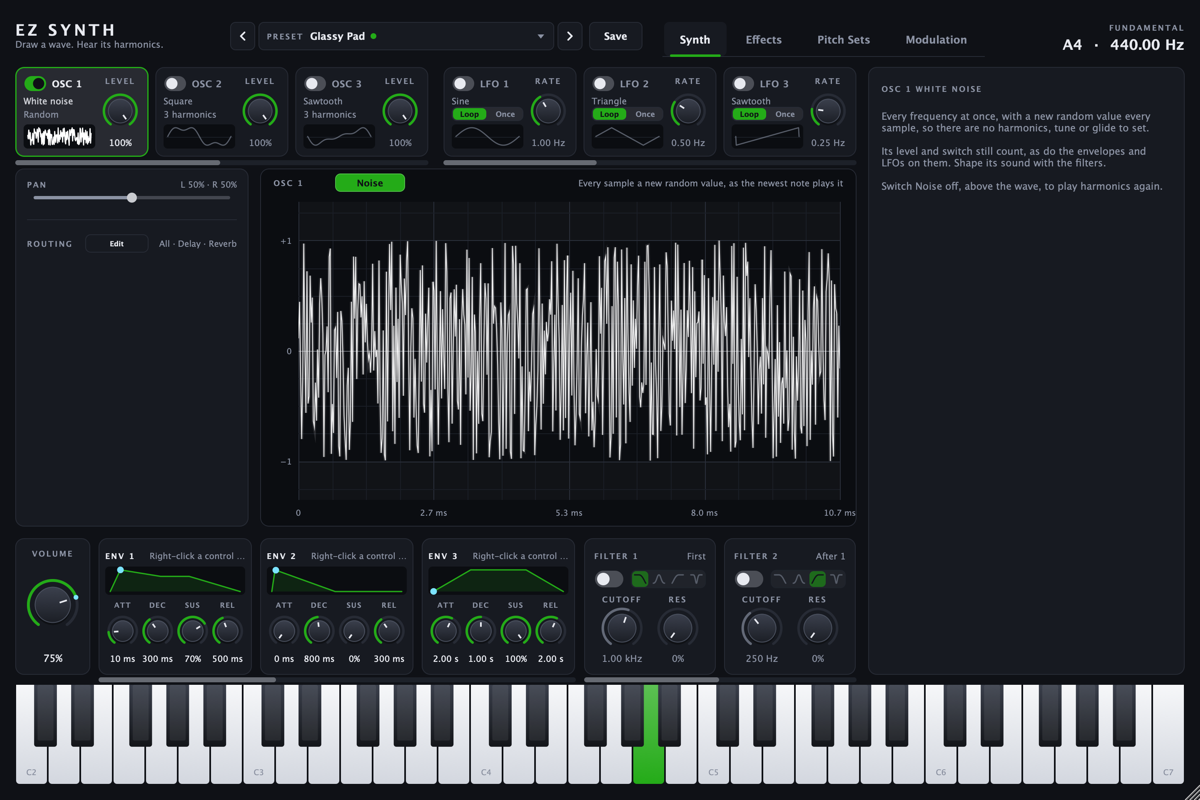 EZ SYNTH
Draw a wave. Hear its harmonics.
PRESET Glassy Pad
Save
Synth
Effects
Pitch Sets
Modulation
FUNDAMENTAL
A4 · 440.00 Hz
OSC 1
LEVEL
White noise
Random
100%
OSC 2
LEVEL
Square
3 harmonics
100%
OSC 3
LEVEL
Sawtooth
3 harmonics
100%
LFO 1
RATE
Sine
Loop Once
1.00 Hz
LFO 2
RATE
Triangle
Loop Once
0.50 Hz
LFO 3
RATE
Sawtooth
Loop Once
0.25 Hz
OSC 1 WHITE NOISE
Every frequency at once, with a new random value every
sample, so there are no harmonics, tune or glide to set.
Its level and switch still count, as do the envelopes and
LFOs on them. Shape its sound with the filters.
Switch Noise off, above the wave, to play harmonics again.
PAN
L 50% · R 50%
ROUTING
Edit
All · Delay · Reverb
OSC 1
Noise
Every sample a new random value, as the newest note plays it
+1
0
−1
0
2.7 ms
5.3 ms
8.0 ms
10.7 ms
VOLUME
75%
ENV 1
Right-click a control ...
ATT DEC SUS REL
10 ms 300 ms 70% 500 ms
ENV 2
Right-click a control ...
ATT DEC SUS REL
0 ms 800 ms 0% 300 ms
ENV 3
Right-click a control ...
ATT DEC SUS REL
2.00 s 1.00 s 100% 2.00 s
FILTER 1
First
CUTOFF RES
1.00 kHz 0%
FILTER 2
After 1
CUTOFF RES
250 Hz 0%
C2
C3
C4
C5
C6
C7